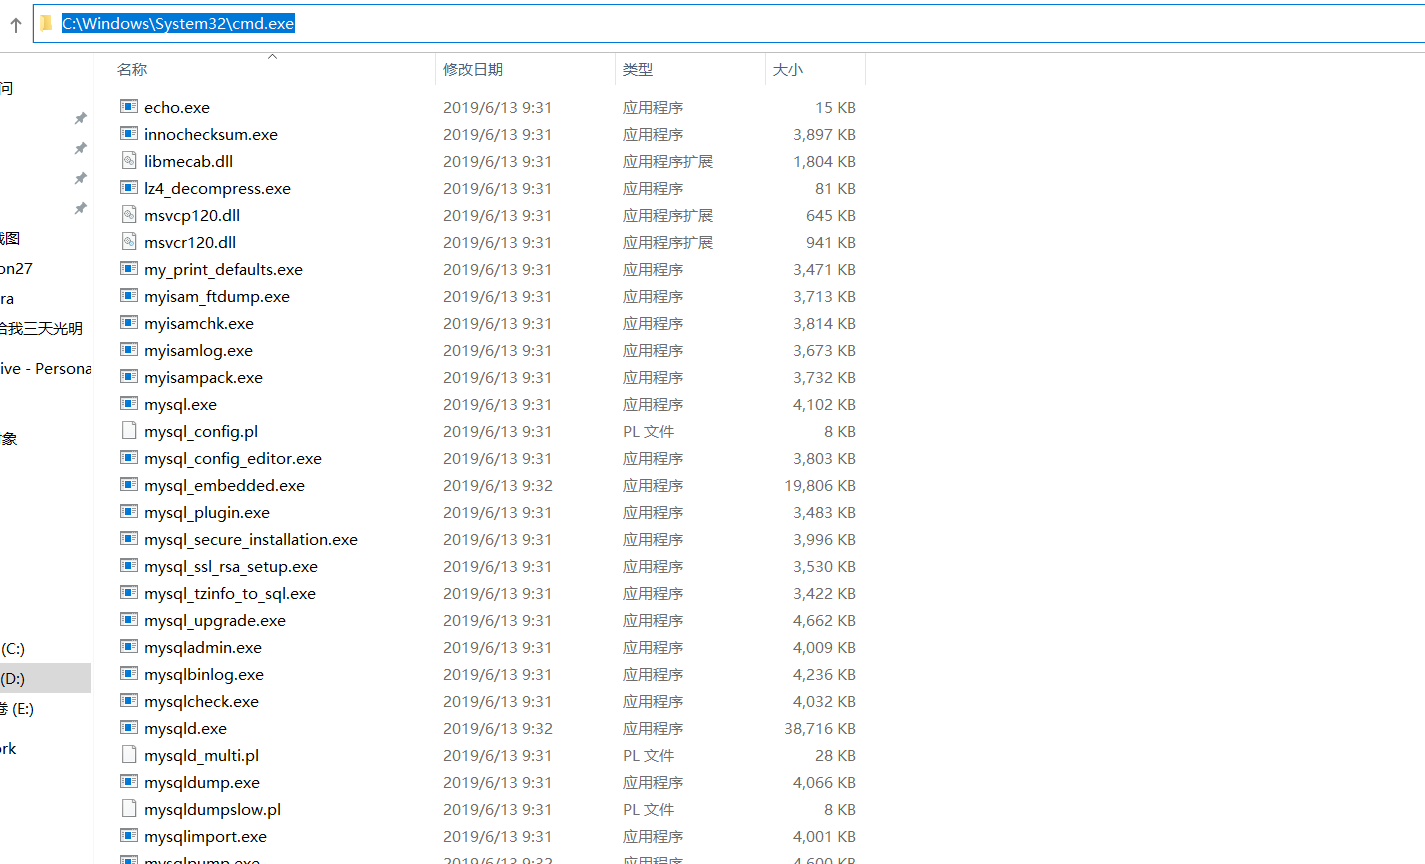 C:\Windows\System32\cmd.exe
名称 修改日期 类型 大小
问
echo.exe 2019/6/13 9:31 应用程序 15 KB
innochecksum.exe 2019/6/13 9:31 应用程序 3,897 KB
libmecab.dll 2019/6/13 9:31 应用程序扩展 1,804 KB
lz4_decompress.exe 2019/6/13 9:31 应用程序 81 KB
msvcp120.dll 2019/6/13 9:31 应用程序扩展 645 KB
图 msvcr120.dll 2019/6/13 9:31 应用程序扩展 941 KB
on27 my_print_defaults.exe 2019/6/13 9:31 应用程序 3,471 KB
ra myisam_ftdump.exe 2019/6/13 9:31 应用程序 3,713 KB
给我三天光明 myisamchk.exe 2019/6/13 9:31 应用程序 3,814 KB
myisamlog.exe 2019/6/13 9:31 应用程序 3,673 KB
ive - Persona myisampack.exe 2019/6/13 9:31 应用程序 3,732 KB
mysql.exe 2019/6/13 9:31 应用程序 4,102 KB
象 mysql_config.pl 2019/6/13 9:31 PL 文件 8 KB
mysql_config_editor.exe 2019/6/13 9:31 应用程序 3,803 KB
mysql_embedded.exe 2019/6/13 9:32 应用程序 19,806 KB
mysql_plugin.exe 2019/6/13 9:31 应用程序 3,483 KB
mysql_secure_installation.exe 2019/6/13 9:31 应用程序 3,996 KB
mysql_ssl_rsa_setup.exe 2019/6/13 9:31 应用程序 3,530 KB
mysql_tzinfo_to_sql.exe 2019/6/13 9:31 应用程序 3,422 KB
mysql_upgrade.exe 2019/6/13 9:31 应用程序 4,662 KB
(C:) mysqladmin.exe 2019/6/13 9:31 应用程序 4,009 KB
(D:) mysqlbinlog.exe 2019/6/13 9:31 应用程序 4,236 KB
卷 (E:) mysqlcheck.exe 2019/6/13 9:31 应用程序 4,032 KB
mysqld.exe 2019/6/13 9:32 应用程序 38,716 KB
ork mysqld_multi.pl 2019/6/13 9:31 PL 文件 28 KB
mysqldump.exe 2019/6/13 9:31 应用程序 4,066 KB
mysqldumpslow.pl 2019/6/13 9:31 PL 文件 8 KB
mysqlimport.exe 2019/6/13 9:31 应用程序 4,001 KB
mysqlpump.exe 2019/6/13 9:32 应用程序 4,600 KB